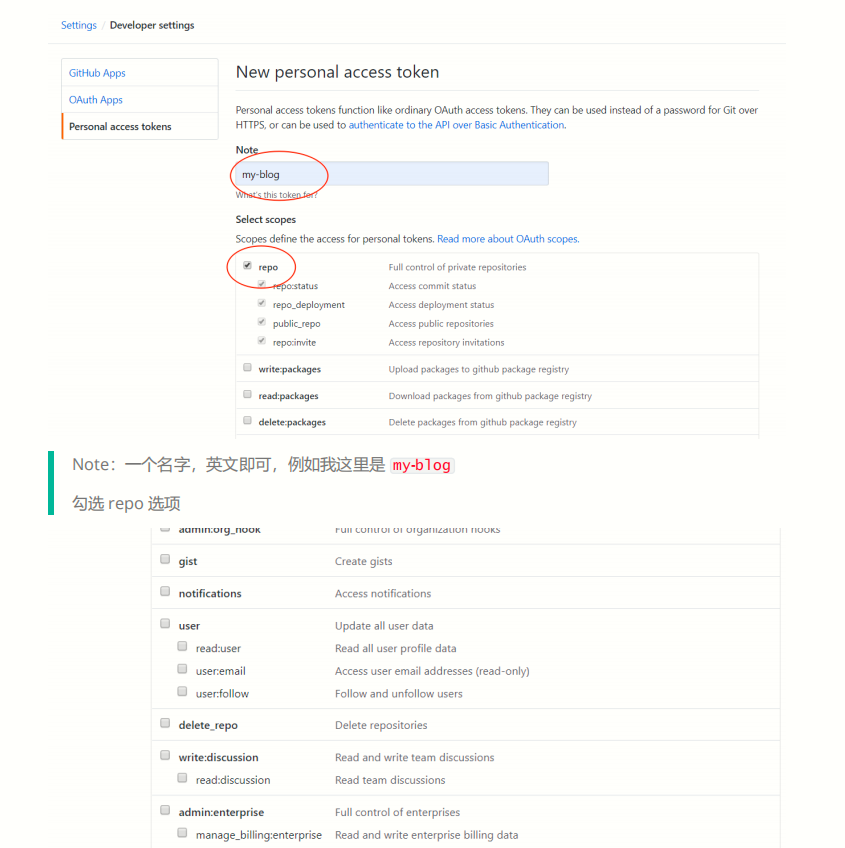 Settings / Developer settings
GitHub Apps
OAuth Apps
Personal access tokens
New personal access token
Personal access tokens function like ordinary OAuth access tokens. They can be used instead of a password for Git over
HTTPS, or can be used to authenticate to the API over Basic Authentication.
Note
my-blog
What's this token for?
Select scopes
Scopes define the access for personal tokens. Read more about OAuth scopes.
repo Full control of private repositories
repo:status Access commit status
repo_deployment Access deployment status
public_repo Access public repositories
repo:invite Access repository invitations
write:packages Upload packages to github package registry
read:packages Download packages from github package registry
delete:packages Delete packages from github package registry
Note：一个名字，英文即可，例如我这里是 my-blog
勾选 repo 选项
admin:org_hook Full control of organization hooks
gist Create gists
notifications Access notifications
user Update all user data
read:user Read all user profile data
user:email Access user email addresses (read-only)
user:follow Follow and unfollow users
delete_repo Delete repositories
write:discussion Read and write team discussions
read:discussion Read team discussions
admin:enterprise Full control of enterprises
manage_billing:enterprise Read and write enterprise billing data